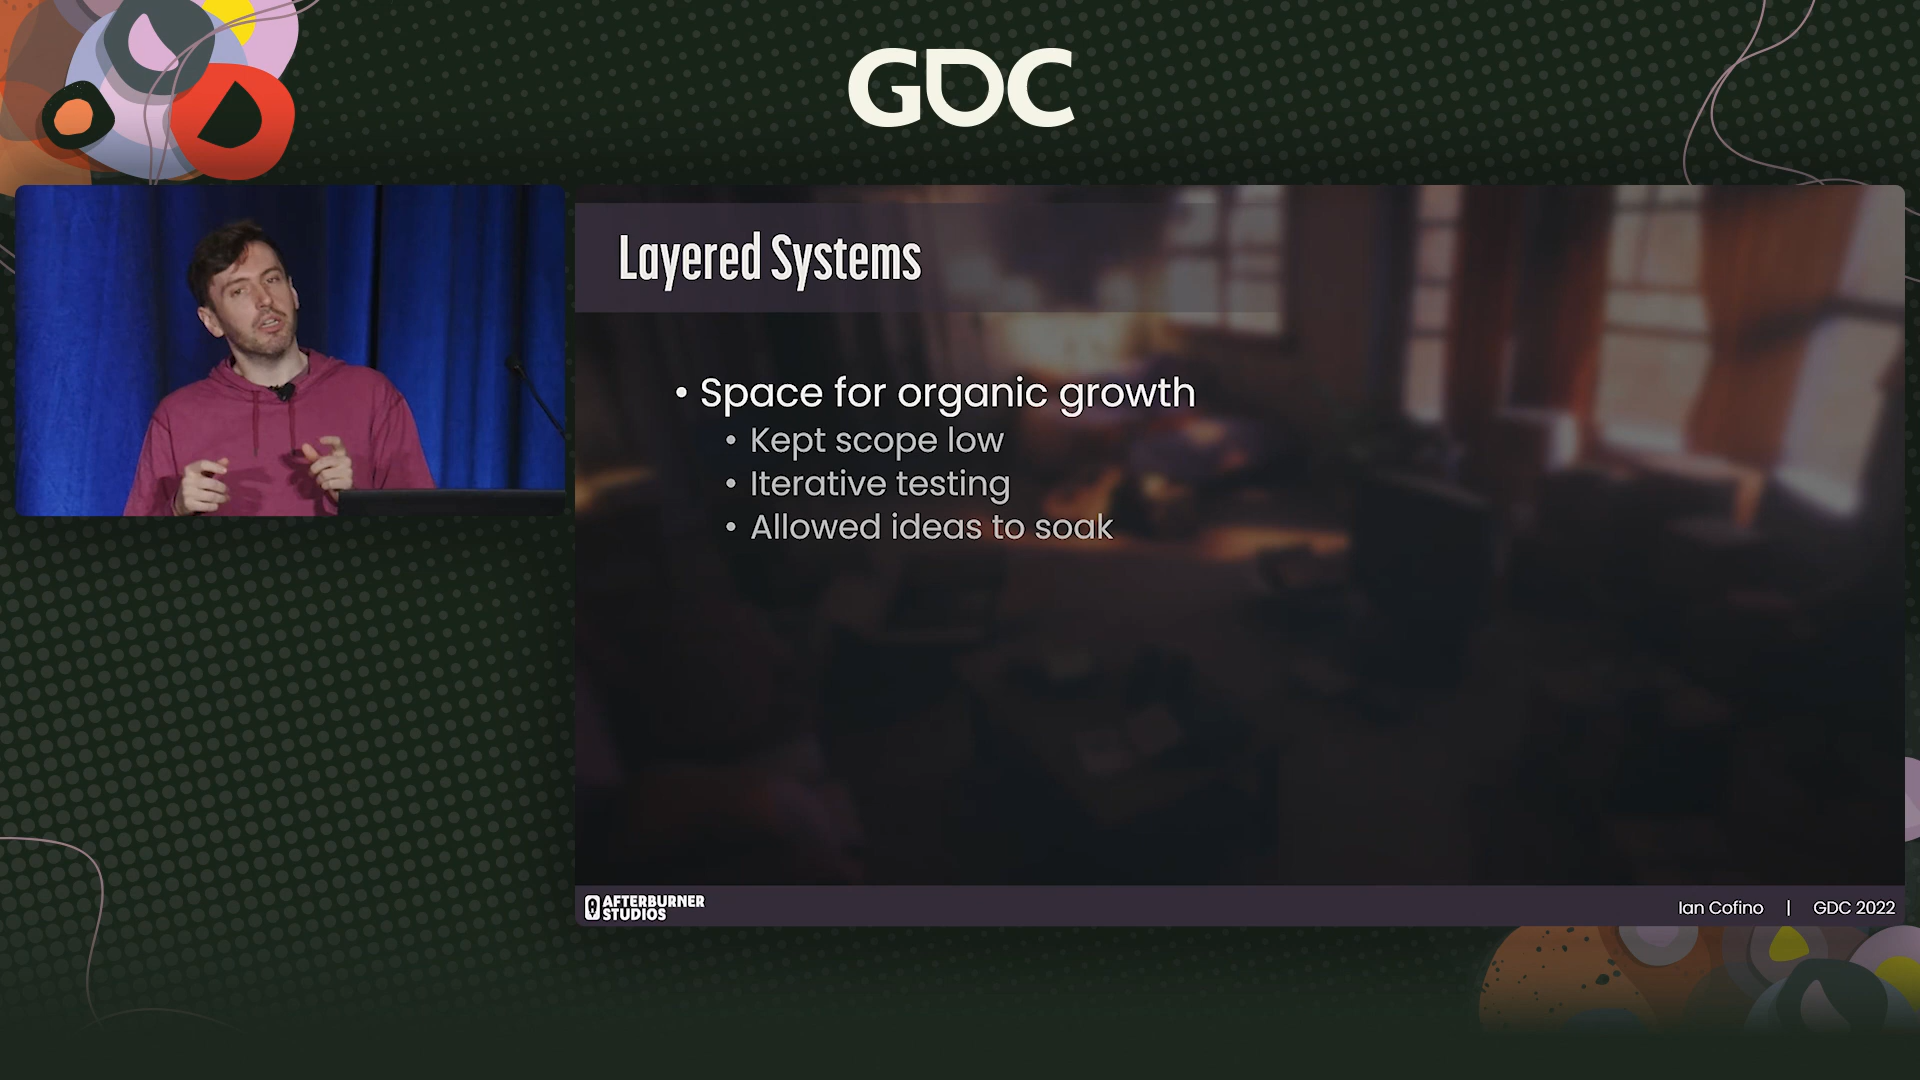 GDC
Layered Systems
• Space for organic growth
• Kept scope low
• Iterative testing
• Allowed ideas to soak
AFTERBURNER
STUDIOS
Ian Cofino | GDC 2022